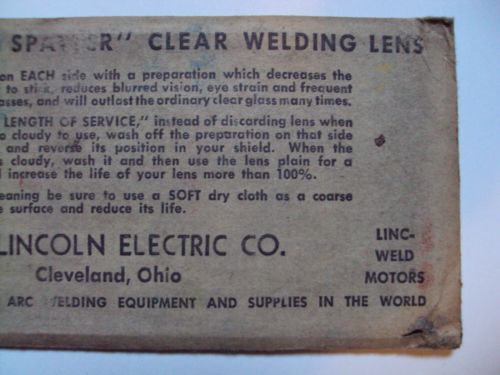 SPATTER" CLEAR WELDING LENS
on EACH side with a preparation which decreases the
to stick, reduces blurred vision, eye strain and frequent
asses, and will outlast the ordinary clear glass many times.
LENGTH OF SERVICE," instead of discarding lens when
o cloudy to use, wash off the preparation on that side
and reverse its position in your shield. When the
s cloudy, wash it and then use the lens plain for a
increase the life of your lens more than 100%.
eaning be sure to use a SOFT dry cloth as a coarse
e surface and reduce its life.
LINCOLN ELECTRIC CO.
Cleveland, Ohio
LINC-
WELD
MOTORS
ARC WELDING EQUIPMENT AND SUPPLIES IN THE WORLD